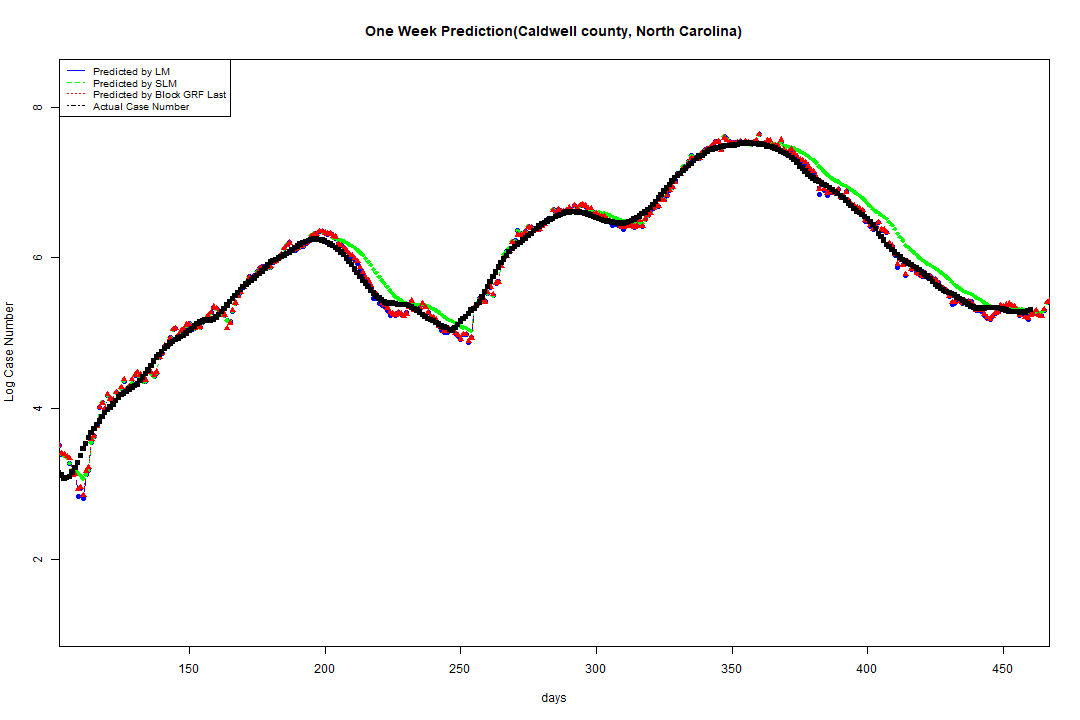 One Week Prediction(Caldwell county, North Carolina)
Predicted by LM
Predicted by SLM
Predicted by Block GRF Last
Actual Case Number
8
6
4
2
Log Case Number
150 200 250 300 350 400 450
days